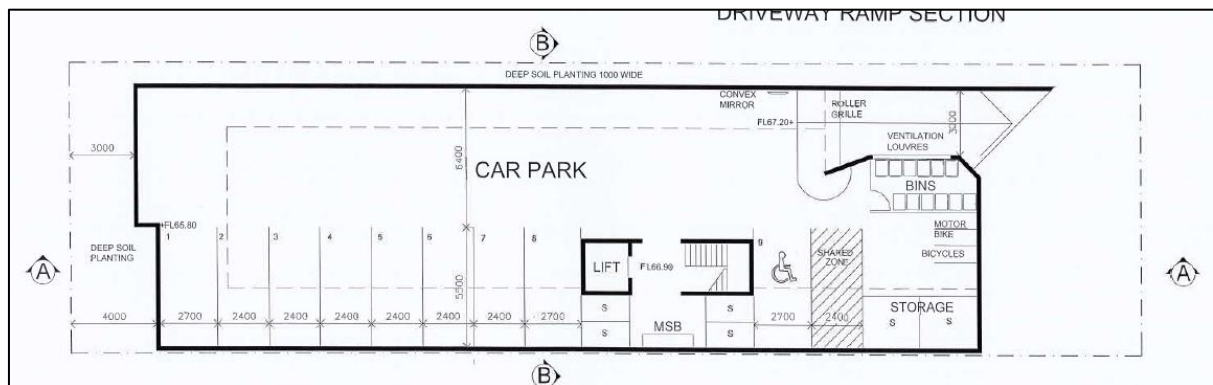 DRIVEWAY RAMP SECTION
B
DEEP SOIL PLANTING 1000 WIDE
CONVEX
MIRROR
ROLLER
GRILLE
FL67.20+
3000
VENTILATION
LOUVRES
3000
6400
CAR PARK
BINS
+FL65.80
1
2
3
4
5
6
7
8
9
MOTOR
BIKE
DEEP SOIL
PLANTING
SHARED
ZONE
BICYCLES
A
LIFT
FL66.90
A
5500
STORAGE
S
S
S
S
S
S
MSB
4000
2700
2400
2400
2400
2400
2400
2400
2700
2700
2400
B